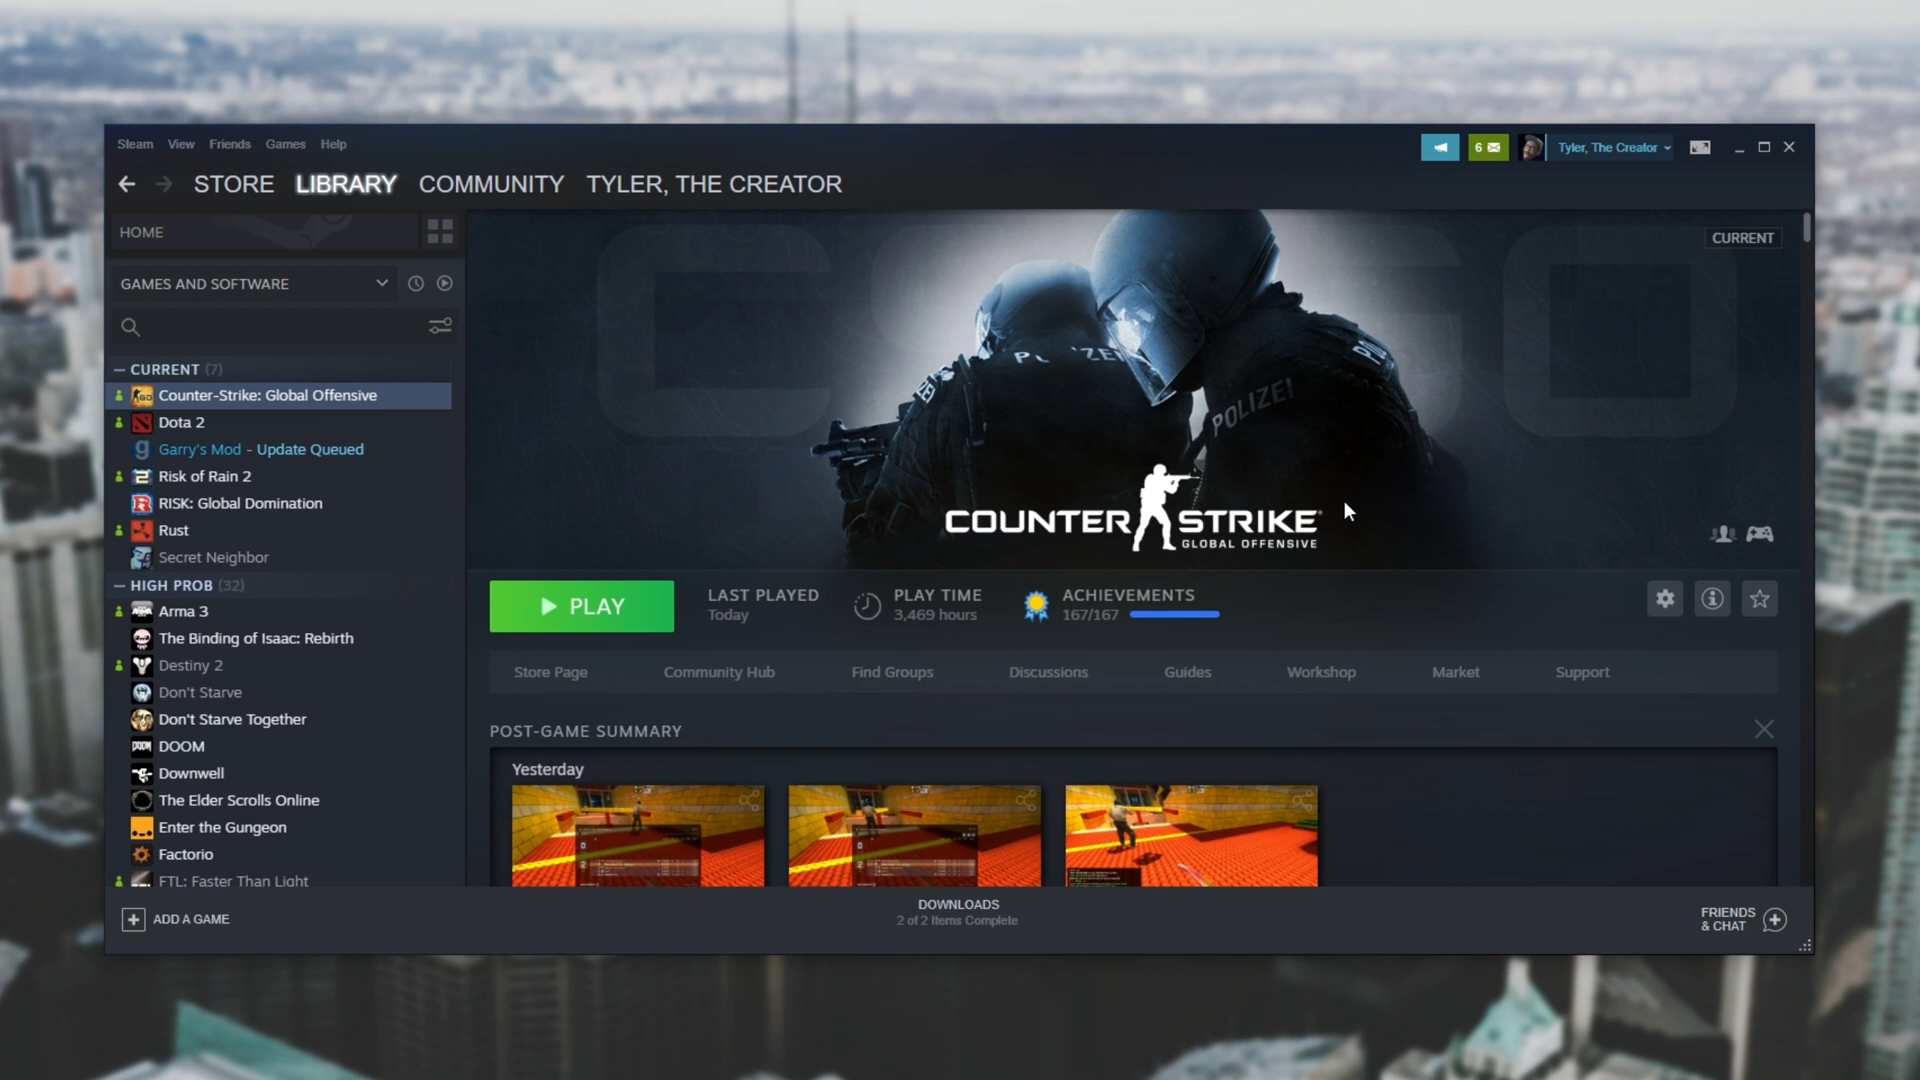 Steam View Friends Games Help
6
Tyler, The Creator
STORE LIBRARY COMMUNITY TYLER, THE CREATOR
HOME
GAMES AND SOFTWARE
CURRENT (7)
Counter-Strike: Global Offensive
Dota 2
Garry's Mod - Update Queued
Risk of Rain 2
RISK: Global Domination
Rust
Secret Neighbor
HIGH PROB (32)
Arma 3
The Binding of Isaac: Rebirth
Destiny 2
Don't Starve
Don't Starve Together
DOOM
Downwell
The Elder Scrolls Online
Enter the Gungeon
Factorio
FTL: Faster Than Light
ADD A GAME
CURRENT
POLIZEI
COUNTER STRIKE
GLOBAL OFFENSIVE
PLAY
LAST PLAYED
Today
PLAY TIME
3,469 hours
ACHIEVEMENTS
167/167
Store Page Community Hub Find Groups Discussions Guides Workshop Market Support
POST-GAME SUMMARY
Yesterday
DOWNLOADS
2 of 2 Items Complete
FRIENDS
& CHAT